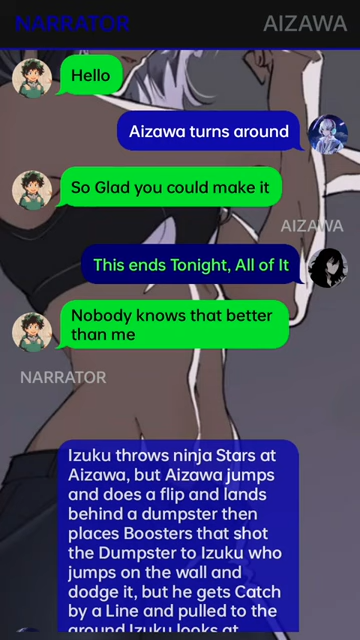 NARRATOR
AIZAWA
Hello
Aizawa turns around
So Glad you could make it
AIZAWA
This ends Tonight, All of It
Nobody knows that better
than me
NARRATOR
Izuku throws ninja Stars at
Aizawa, but Aizawa jumps
and does a flip and lands
behind a dumpster then
places Boosters that shot
the Dumpster to Izuku who
jumps on the wall and
dodge it, but he gets Catch
by a Line and pulled to the
ground Izuku looks at